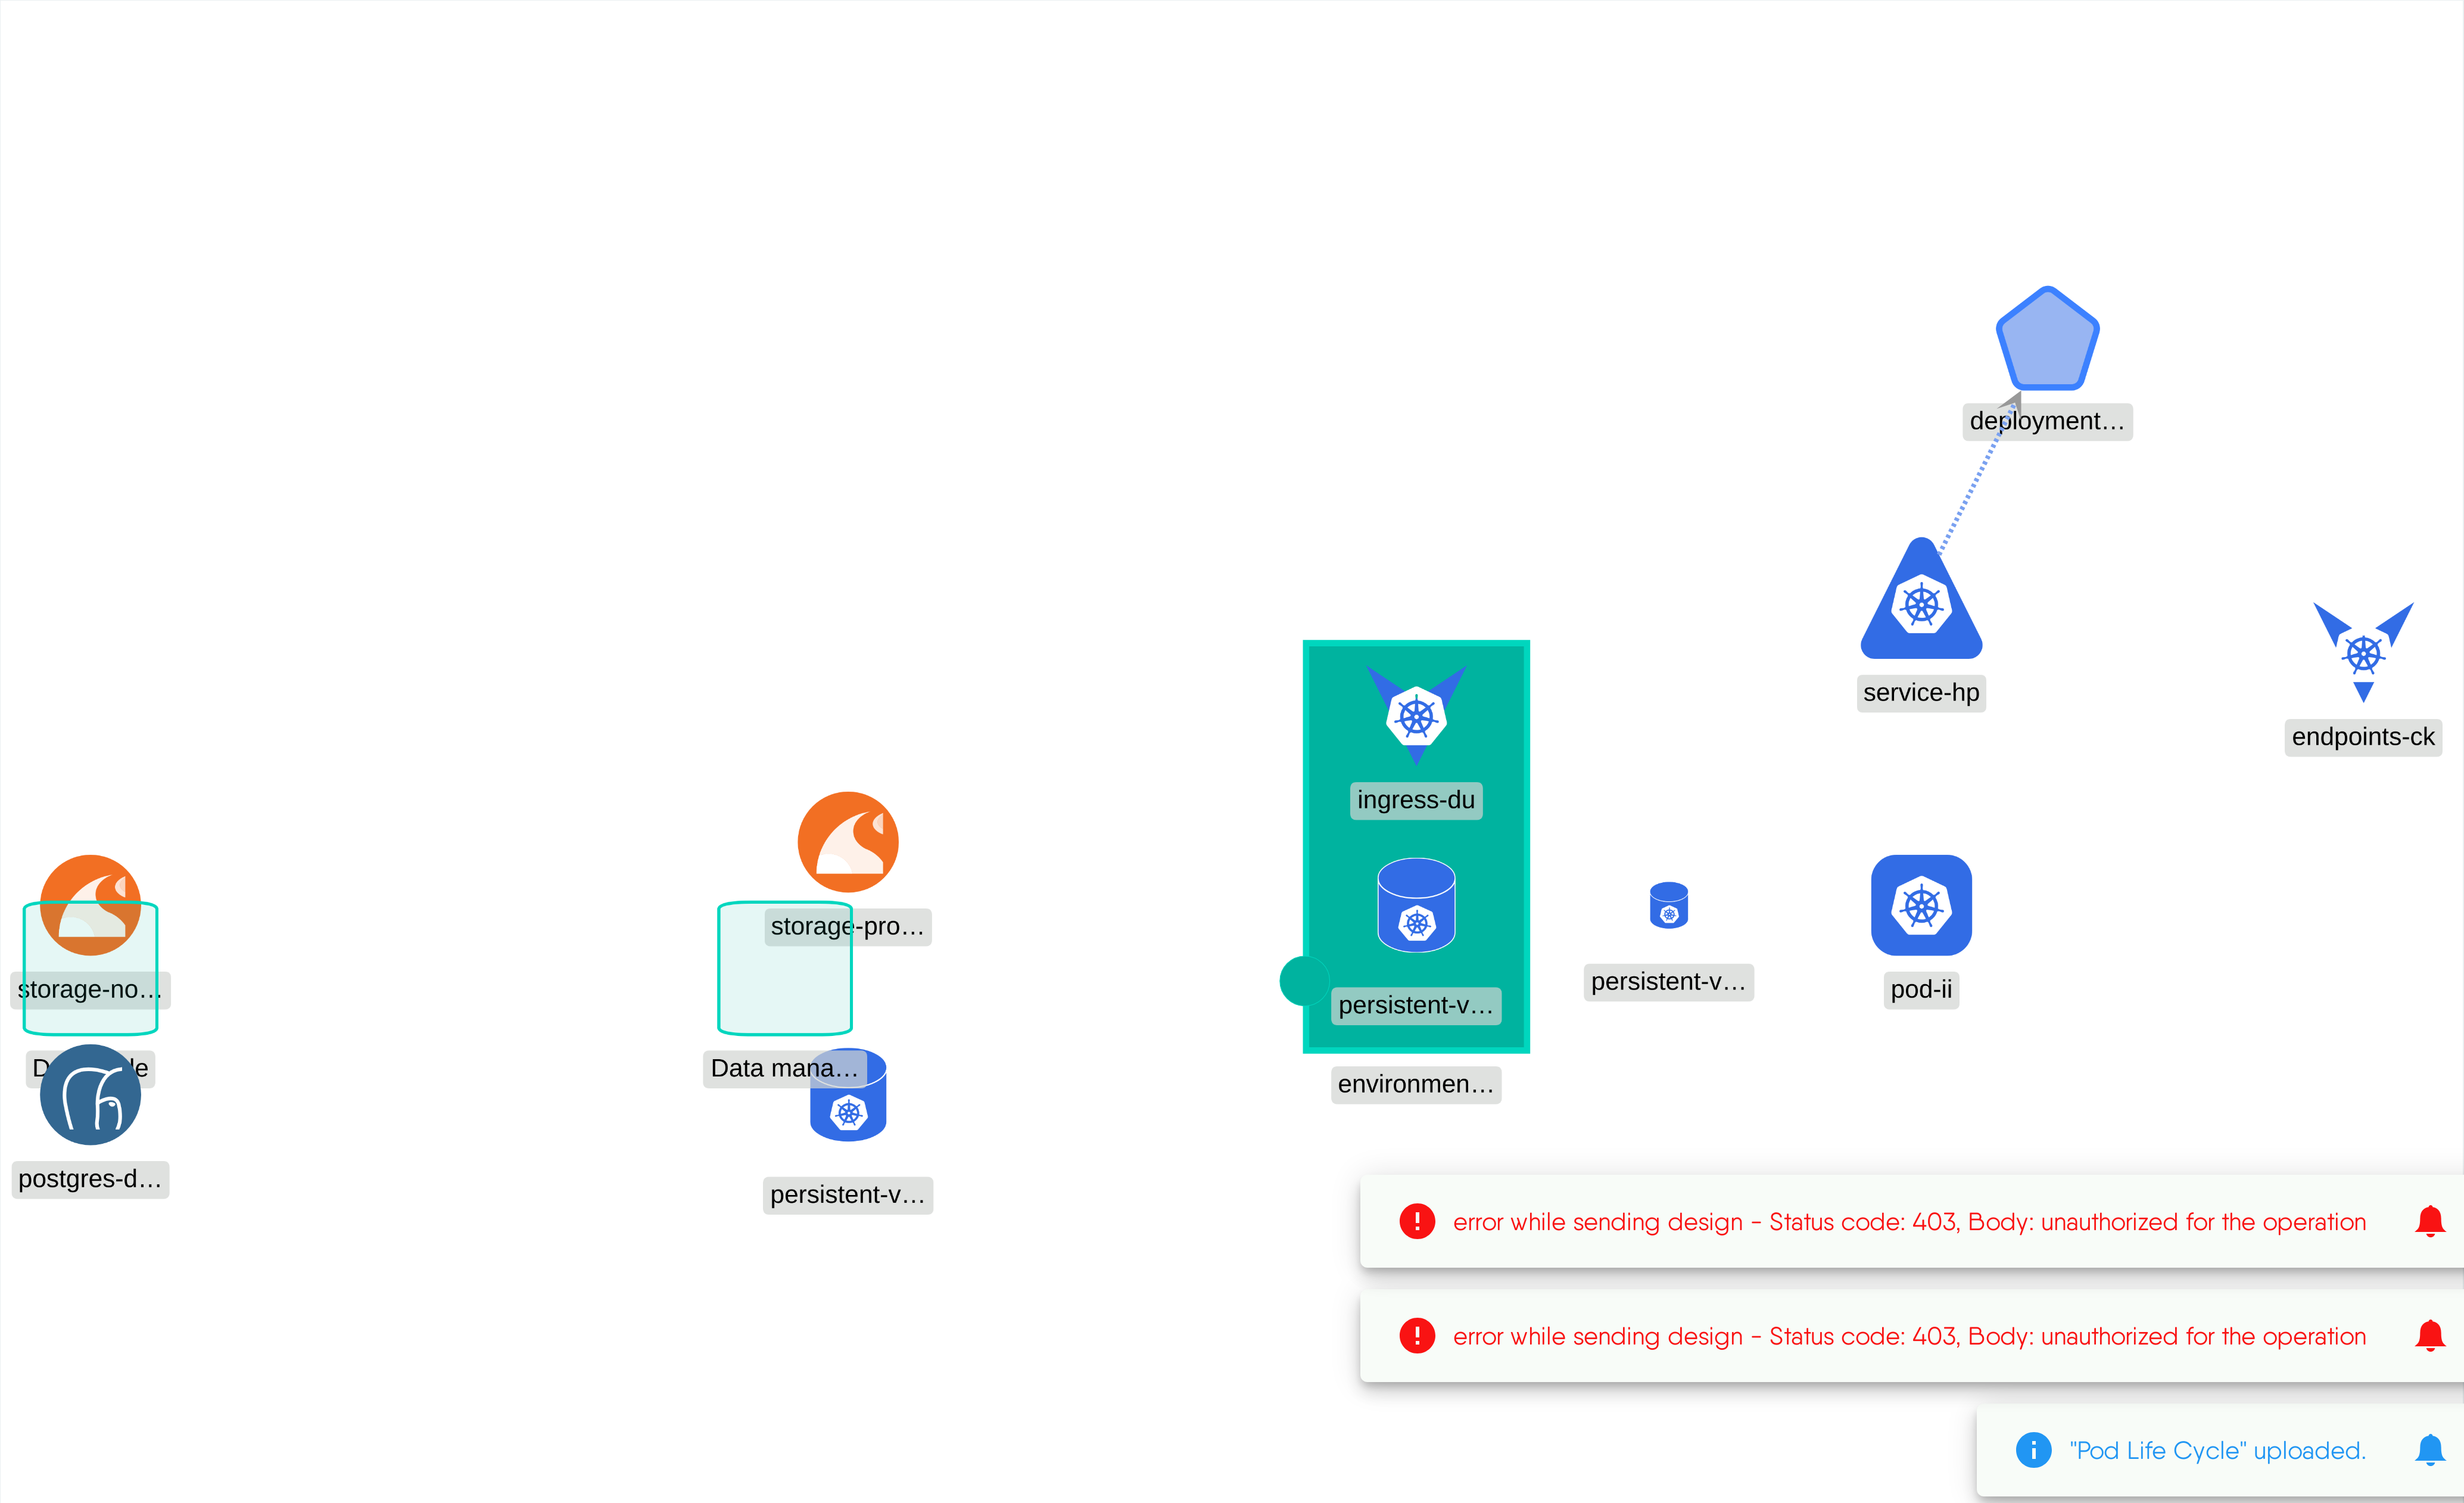 deployment…
service-hp
endpoints-ck
ingress-du
storage-pro…
storage-no…
persistent-v…
persistent-v…
pod-ii
Data mana…
environmen…
postgres-d…
persistent-v…
error while sending design - Status code: 403, Body: unauthorized for the operation
error while sending design - Status code: 403, Body: unauthorized for the operation
"Pod Life Cycle" uploaded.